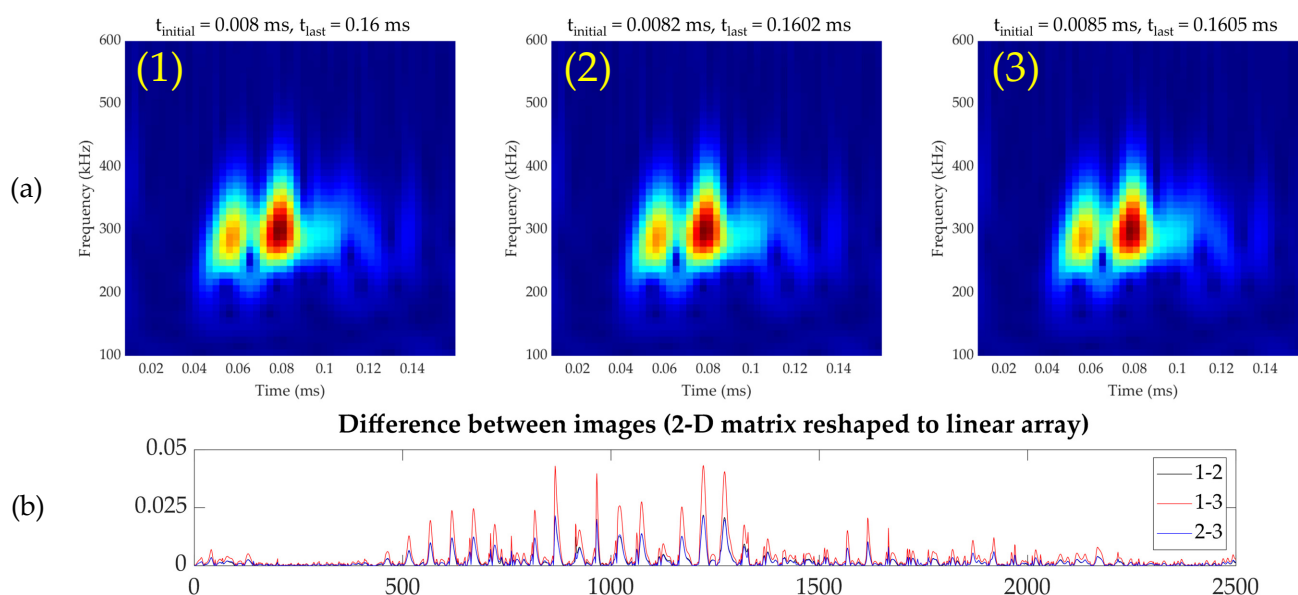 t_initial = 0.008 ms, t_last = 0.16 ms
t_initial = 0.0082 ms, t_last = 0.1602 ms
t_initial = 0.0085 ms, t_last = 0.1605 ms
(a)
(1)
Frequency (kHz)
600
500
400
300
200
100
0.02 0.04 0.06 0.08 0.1 0.12 0.14
Time (ms)
(2)
Frequency (kHz)
600
500
400
300
200
100
0.02 0.04 0.06 0.08 0.1 0.12 0.14
Time (ms)
(3)
Frequency (kHz)
600
500
400
300
200
100
0.02 0.04 0.06 0.08 0.1 0.12 0.14
Time (ms)
Difference between images (2-D matrix reshaped to linear array)
(b)
0.05
0.025
0
0 500 1000 1500 2000 2500
1-2
1-3
2-3